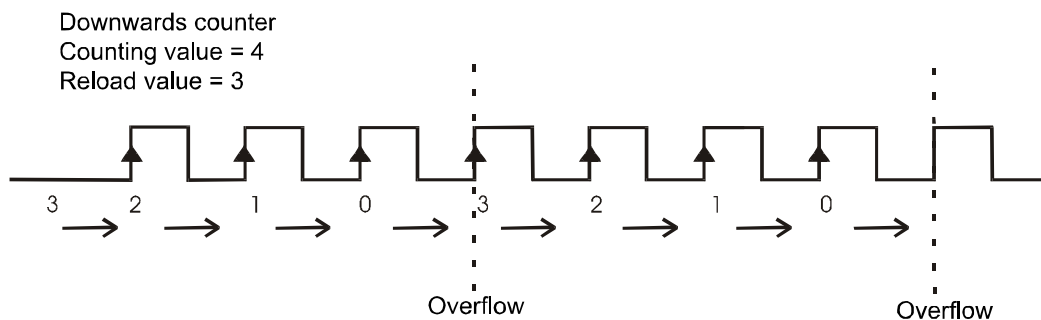 Downwards counter
Counting value = 4
Reload value = 3
3 2 1 0 3 2 1 0
Overflow
Overflow